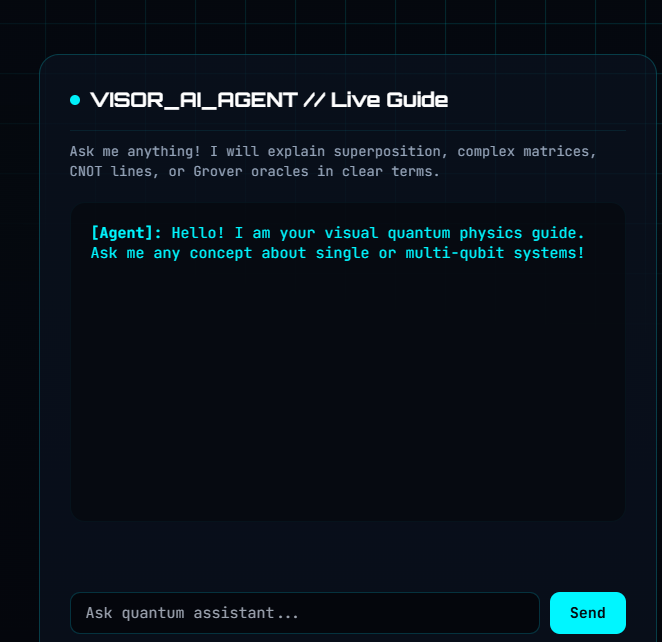 VISOR_AI_AGENT // Live Guide
Ask me anything! I will explain superposition, complex matrices,
CNOT lines, or Grover oracles in clear terms.
[Agent]: Hello! I am your visual quantum physics guide.
Ask me any concept about single or multi-qubit systems!
Ask quantum assistant...
Send